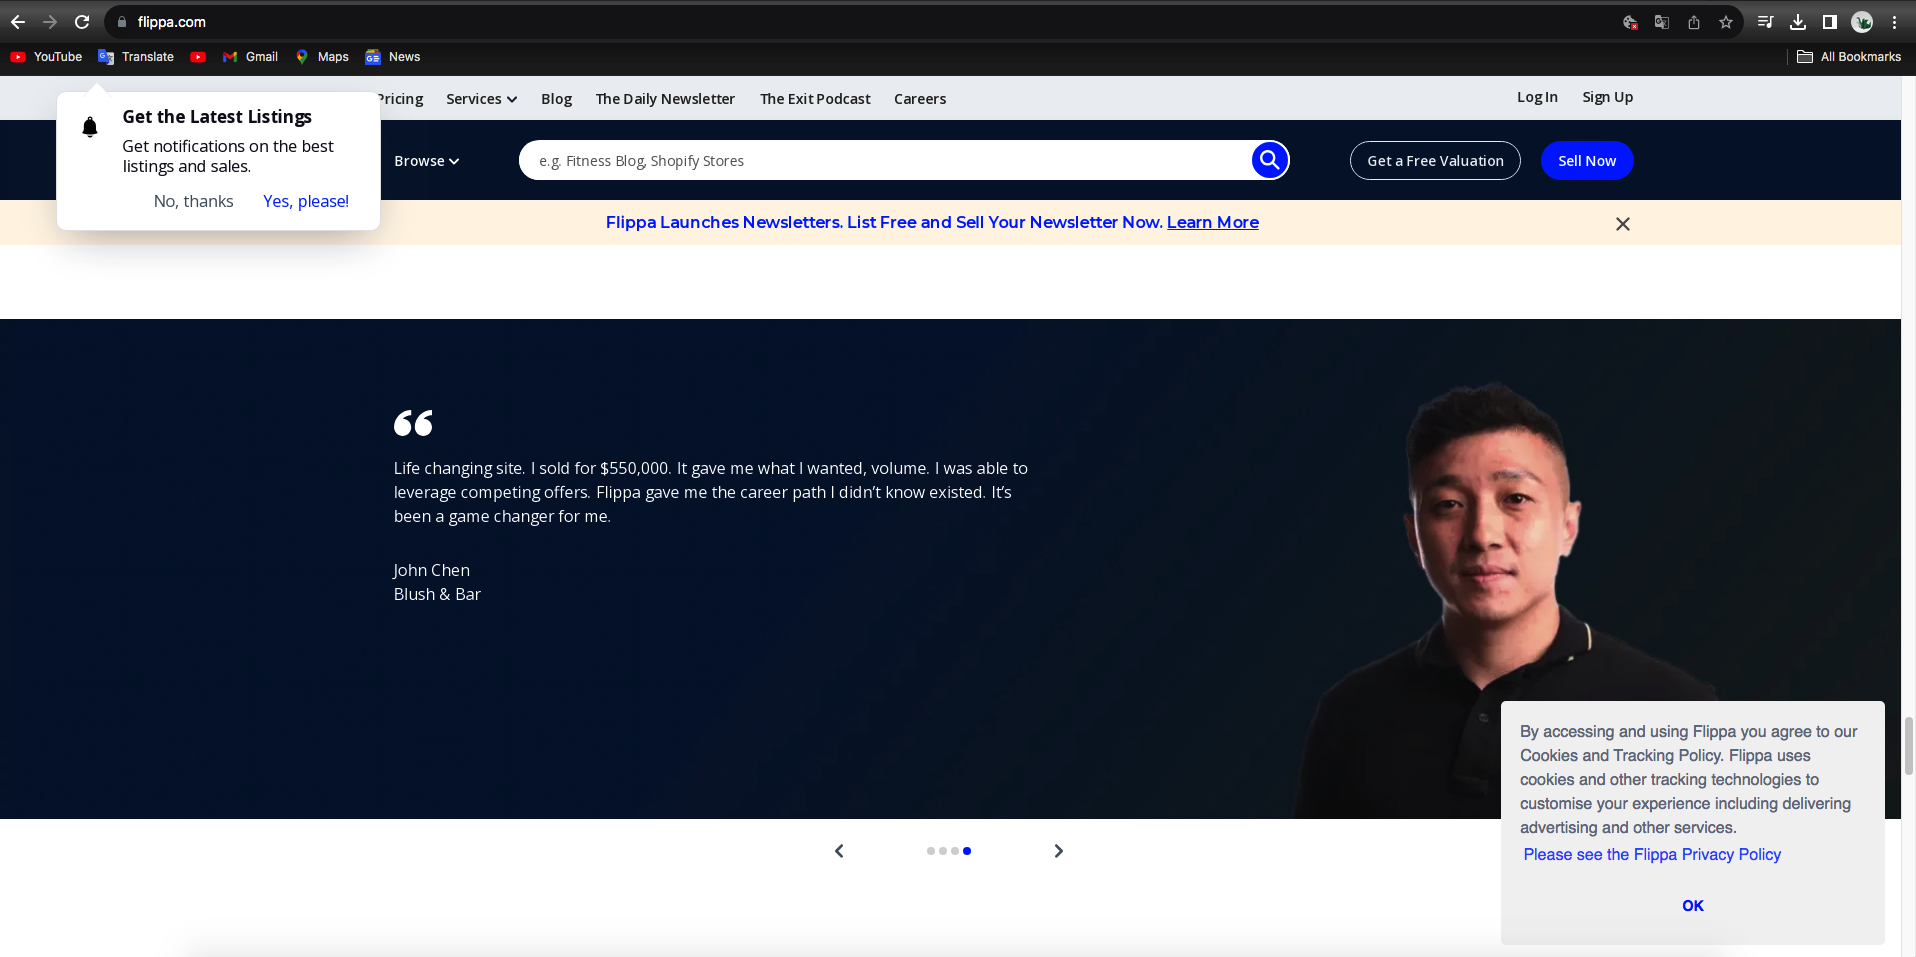 flippa.com
YouTube
Translate
Gmail
Maps
News
All Bookmarks
Pricing
Services
Blog
The Daily Newsletter
The Exit Podcast
Careers
Log In
Sign Up
Get the Latest Listings
Get notifications on the best
listings and sales.
No, thanks
Yes, please!
Browse
e.g. Fitness Blog, Shopify Stores
Get a Free Valuation
Sell Now
Flippa Launches Newsletters. List Free and Sell Your Newsletter Now. Learn More
Life changing site. I sold for $550,000. It gave me what I wanted, volume. I was able to
leverage competing offers. Flippa gave me the career path I didn’t know existed. It’s
been a game changer for me.
John Chen
Blush & Bar
By accessing and using Flippa you agree to our
Cookies and Tracking Policy. Flippa uses
cookies and other tracking technologies to
customise your experience including delivering
advertising and other services.
Please see the Flippa Privacy Policy
OK